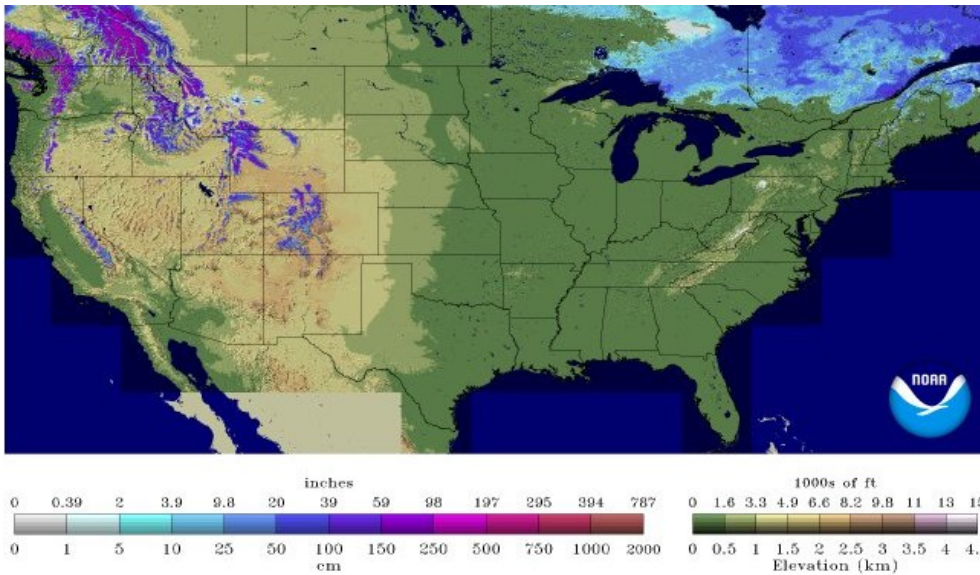 NOAA
inches
0 0.39 2 3.9 9.8 20 39 59 98 197 295 394 787
0 1 5 10 25 50 100 150 250 500 750 1000 2000
cm
1000s of ft
0 1.6 3.3 4.9 6.6 8.2 9.8 11 13
0 0.5 1 1.5 2 2.5 3 3.5 4
Elevation (km)